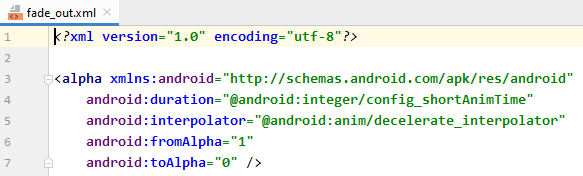 fade_out.xml
1 <?xml version="1.0" encoding="utf-8"?>
2
3 <alpha xmlns:android="http://schemas.android.com/apk/res/android"
4 android:duration="@android:integer/config_shortAnimTime"
5 android:interpolator="@android:anim/decelerate_interpolator"
6 android:fromAlpha="1"
7 android:toAlpha="0" />